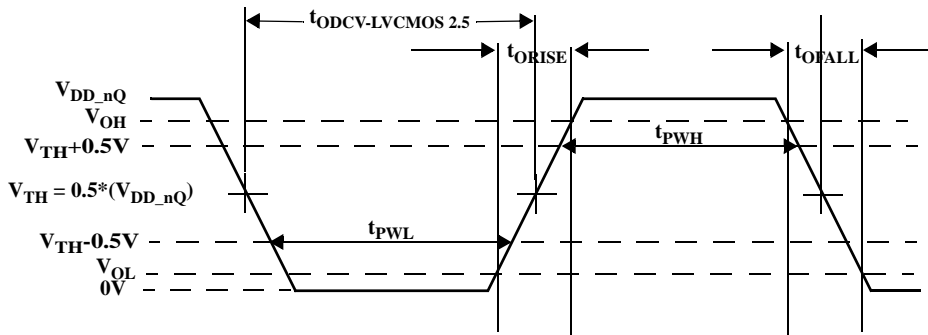 tODCV-LVCMOS 2.5
tORISE
tOFALL
VDD_nQ
VOH
VTH+0.5V
tPWH
VTH = 0.5*(VDD_nQ)
VTH-0.5V
tPWL
VOL
0V